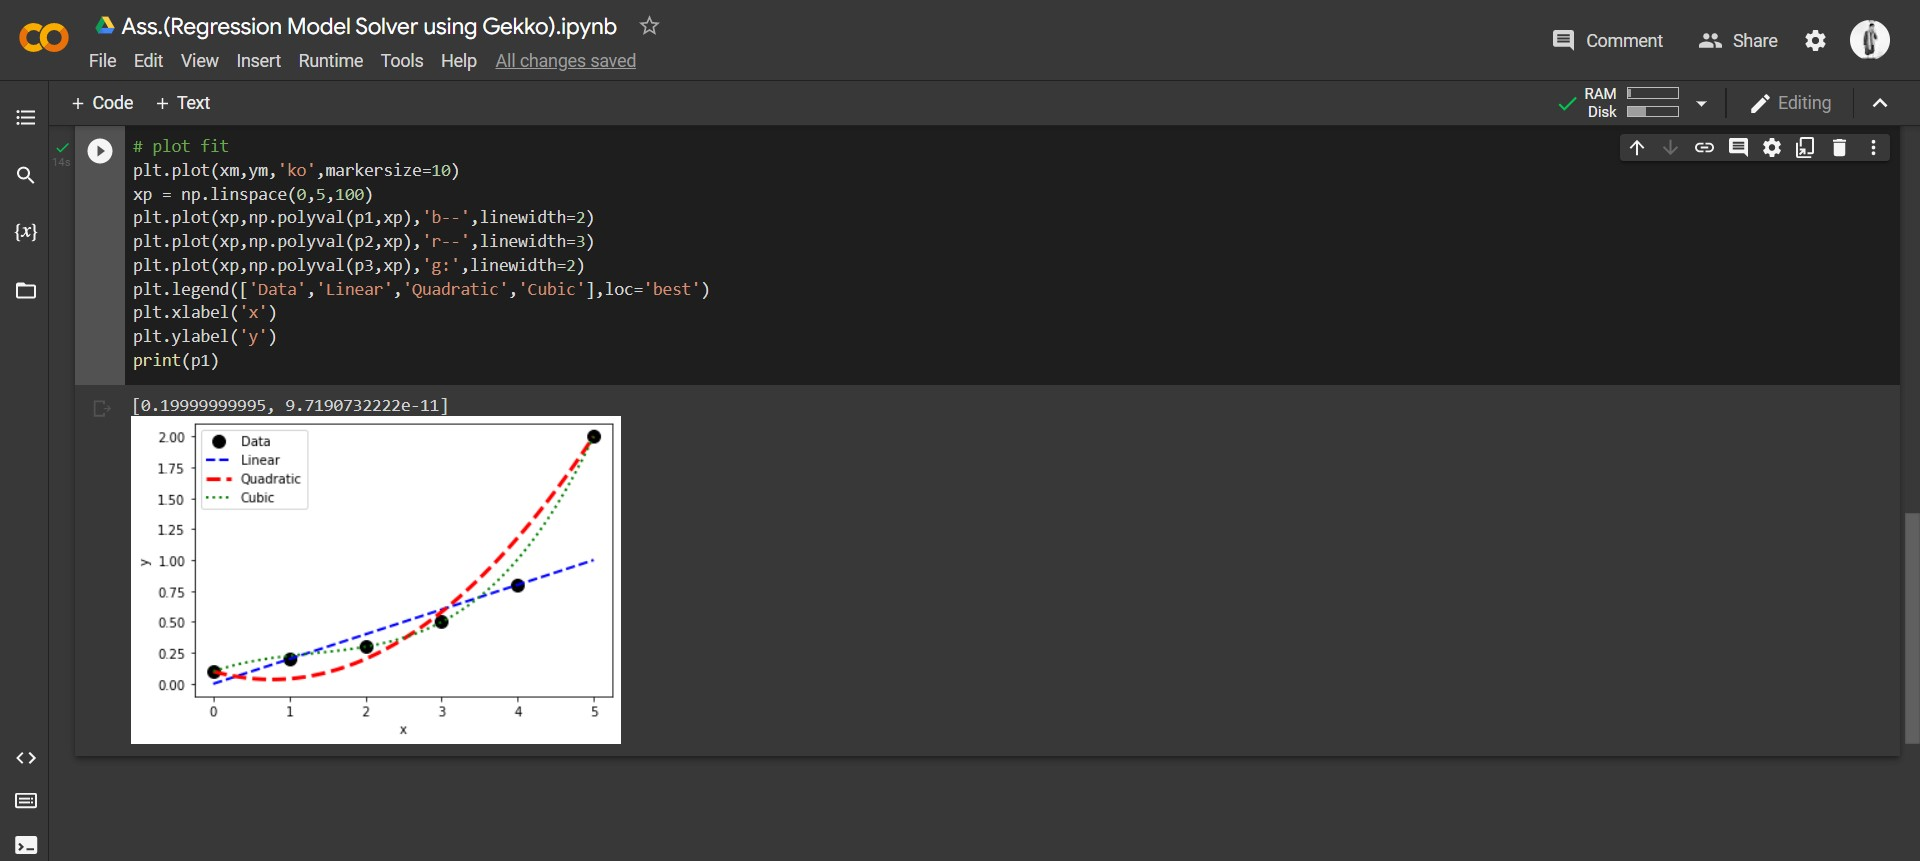 Ass.(Regression Model Solver using Gekko).ipynb
File Edit View Insert Runtime Tools Help All changes saved
Comment Share
+ Code + Text
RAM
Disk
Editing
14s
# plot fit
plt.plot(xm,ym,'ko',markersize=10)
xp = np.linspace(0,5,100)
plt.plot(xp,np.polyval(p1,xp),'b--',linewidth=2)
plt.plot(xp,np.polyval(p2,xp),'r--',linewidth=3)
plt.plot(xp,np.polyval(p3,xp),'g:',linewidth=2)
plt.legend(['Data','Linear','Quadratic','Cubic'],loc='best')
plt.xlabel('x')
plt.ylabel('y')
print(p1)
{x}
[0.19999999995, 9.7190732222e-11]
Data
Linear
Quadratic
Cubic
2.00
1.75
1.50
1.25
1.00
0.75
0.50
0.25
0.00
y
0 1 2 3 4 5
x